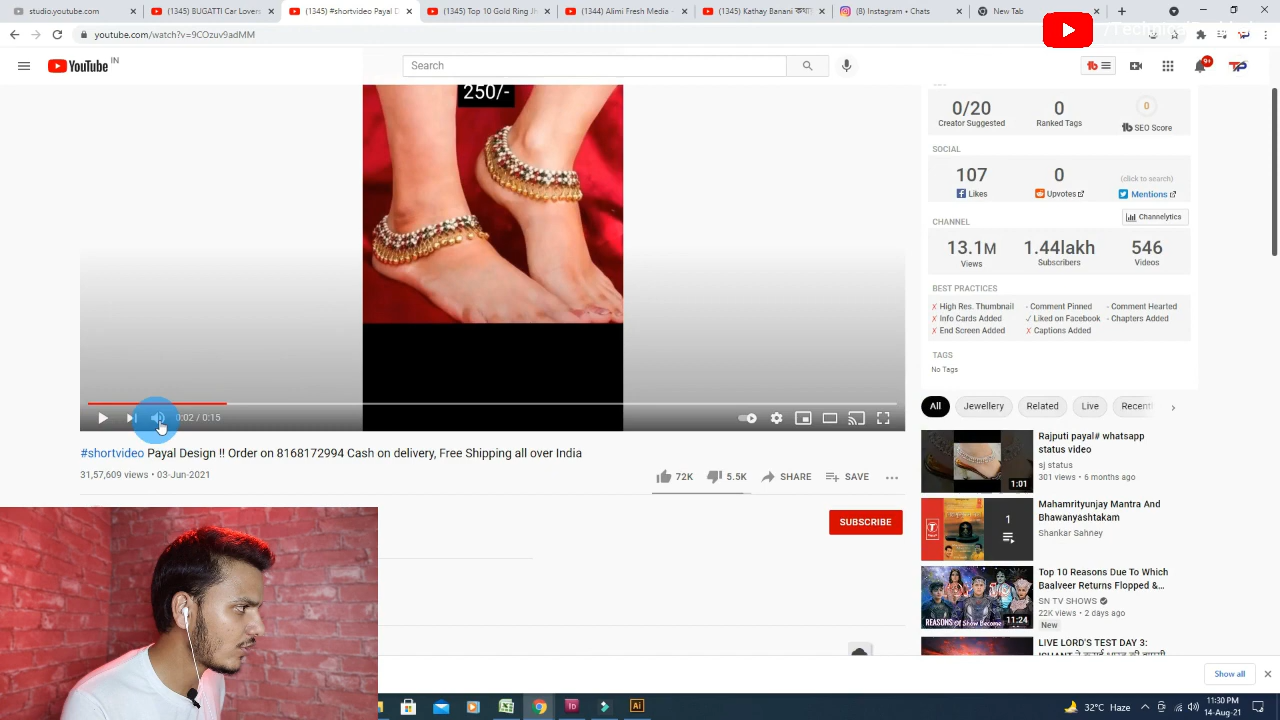 studio.youtube.com
(1345) BUGATTI Car Lovers
(1345) #shortvideo Payal D
(1345) Top 10 Gold Ring
(1344) Alimi Fresh Media
(1345) Kathay Banani
Instagram • Chats
New Tab
youtube.com/watch?v=9COzuv9adMM
YouTube IN
Search
9+
250/-
0/20
Creator Suggested
0
Ranked Tags
0
SEO Score
SOCIAL
107
Likes
0
Upvotes
(click to search)
Mentions
CHANNEL
Channelytics
13.1M
Views
1.44lakh
Subscribers
546
Videos
BEST PRACTICES
✗ High Res. Thumbnail - Comment Pinned - Comment Hearted
✗ Info Cards Added ✓ Liked on Facebook - Chapters Added
✗ End Screen Added ✗ Captions Added
TAGS
No Tags
0:02 / 0:15
All Jewellery Related Live
#shortvideo Payal Design !! Order on 8168172994 Cash on delivery, Free Shipping all over India
31,57,609 views • 03-Jun-2021
72K 5.5K SHARE SAVE
SUBSCRIBE
Rajputi payal# whatsapp
status video
sj status
301 views • 6 months ago
1:01
Mahamrityunjay Mantra And
Bhawanyashtakam
Shankar Sahney
1
Top 10 Reasons Due To Which
Baalveer Returns Flopped &…
SN TV SHOWS
22K views • 2 days ago
New
11:24
LIVE LORD'S TEST DAY 3:
Show all
32°C
11:30 PM
14-Aug-21